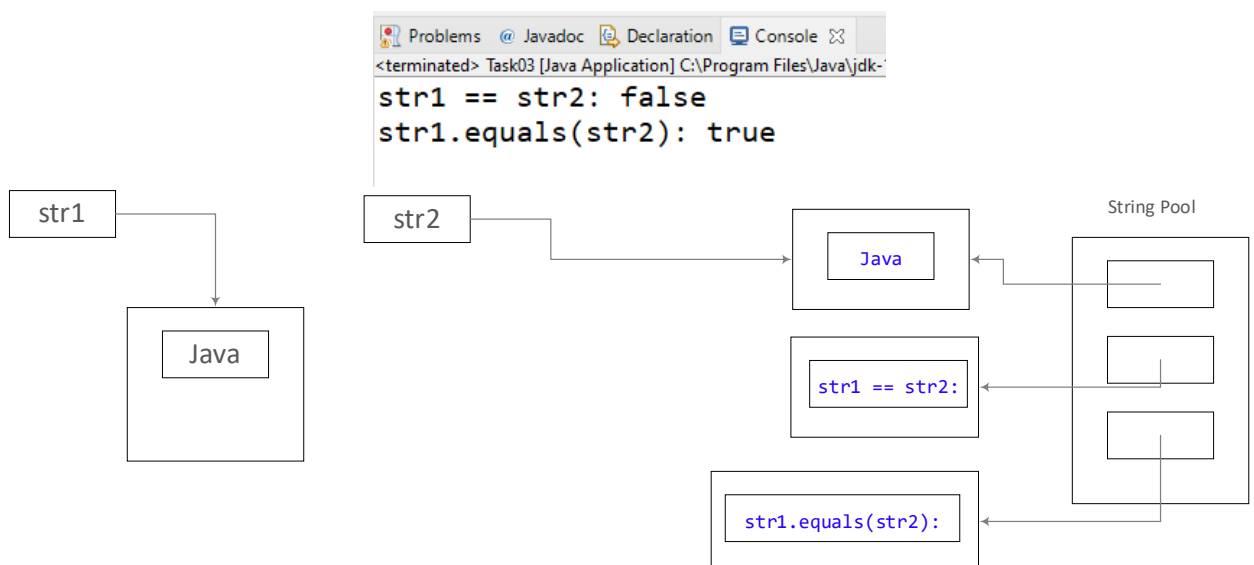 Problems @ Javadoc Declaration Console
<terminated> Task03 [Java Application] C:\Program Files\Java\jdk-
str1 == str2: false
str1.equals(str2): true
str1
str2
String Pool
Java
Java
str1 == str2:
str1.equals(str2):